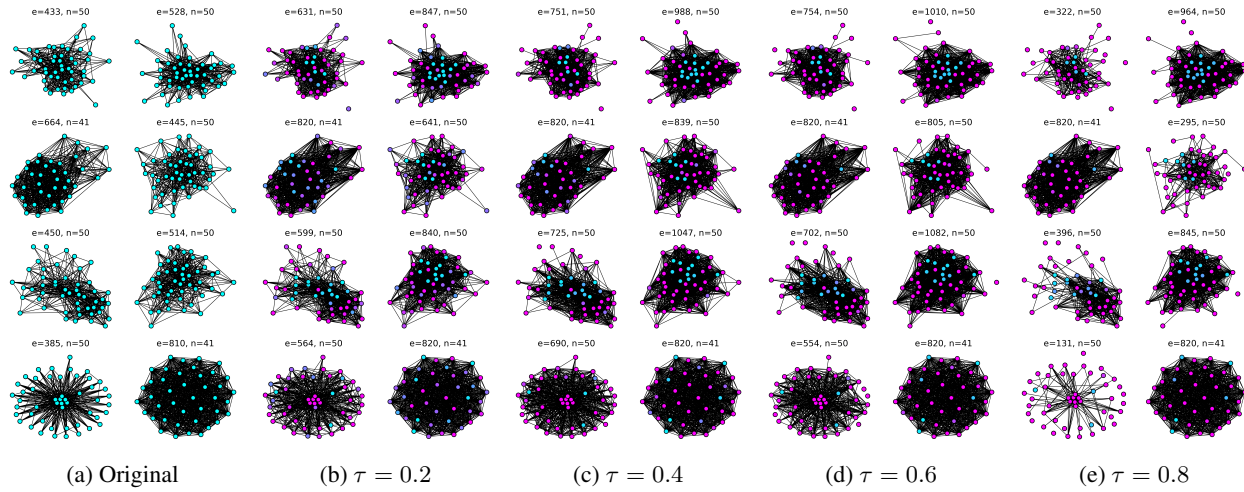 e=433, n=50 e=528, n=50 e=631, n=50 e=847, n=50 e=751, n=50 e=988, n=50 e=754, n=50 e=1010, n=50 e=322, n=50 e=964, n=50
e=664, n=41 e=445, n=50 e=820, n=41 e=641, n=50 e=820, n=41 e=839, n=50 e=820, n=41 e=805, n=50 e=820, n=41 e=295, n=50
e=450, n=50 e=514, n=50 e=599, n=50 e=840, n=50 e=725, n=50 e=1047, n=50 e=702, n=50 e=1082, n=50 e=396, n=50 e=845, n=50
e=385, n=50 e=810, n=41 e=564, n=50 e=820, n=41 e=690, n=50 e=820, n=41 e=554, n=50 e=820, n=41 e=131, n=50 e=820, n=41
(a) Original (b) τ = 0.2 (c) τ = 0.4 (d) τ = 0.6 (e) τ = 0.8